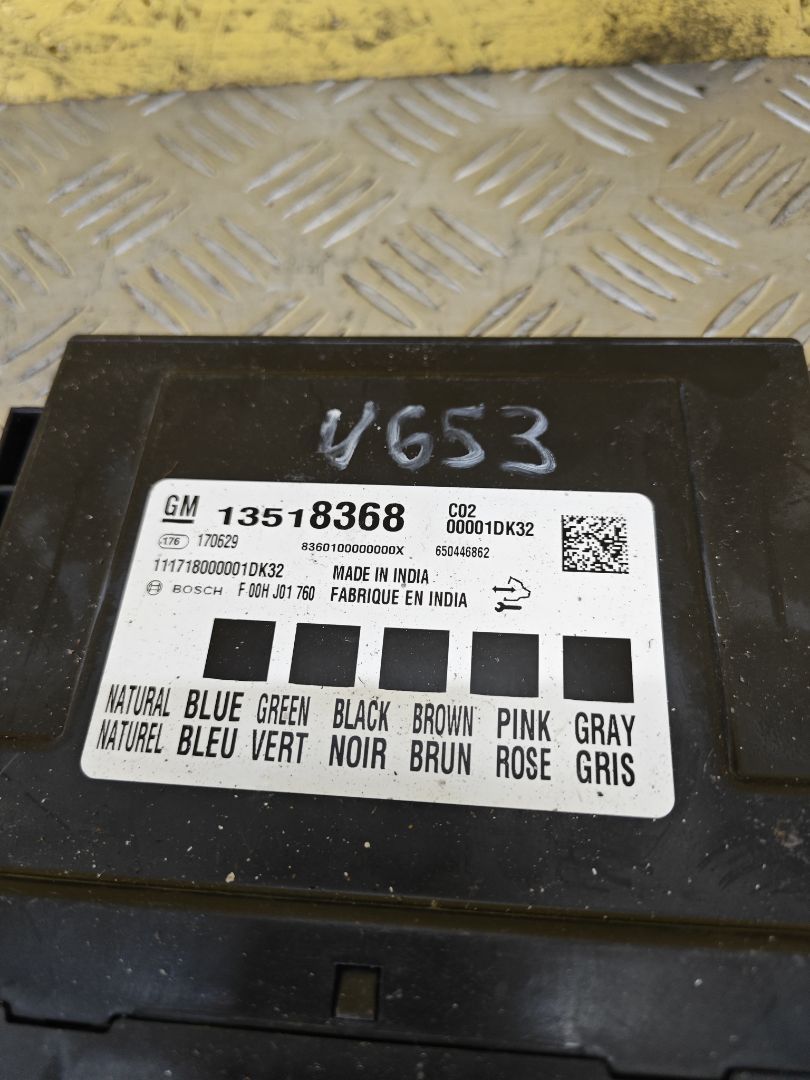 U653
GM 13518368 C02
00001DK32
176 170629 8360100000000X 650446862
111718000001DK32 MADE IN INDIA
BOSCH F 00H J01 760 FABRIQUE EN INDIA
NATURAL BLUE GREEN BLACK BROWN PINK GRAY
NATUREL BLEU VERT NOIR BRUN ROSE GRIS